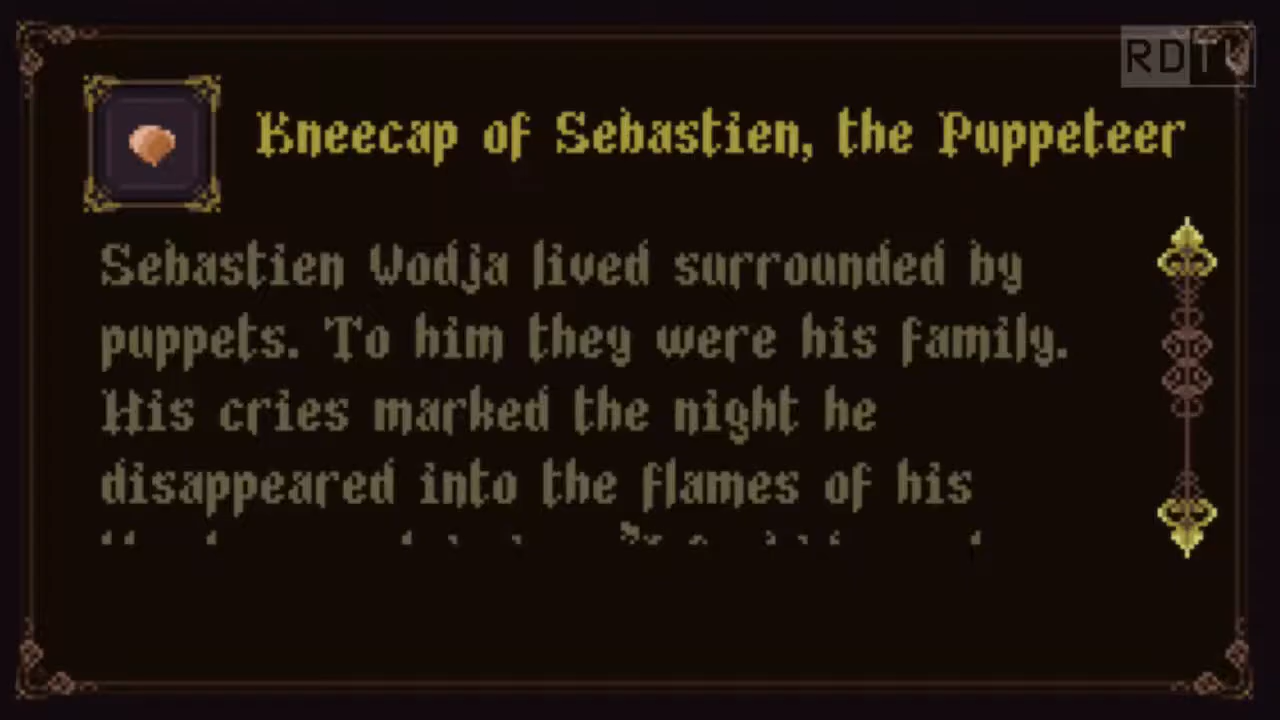 RDTL
Kneecap of Sebastien, the Puppeteer
Sebastien Wodja lived surrounded by
puppets. To him they were his family.
His cries marked the night he
disappeared into the flames of his